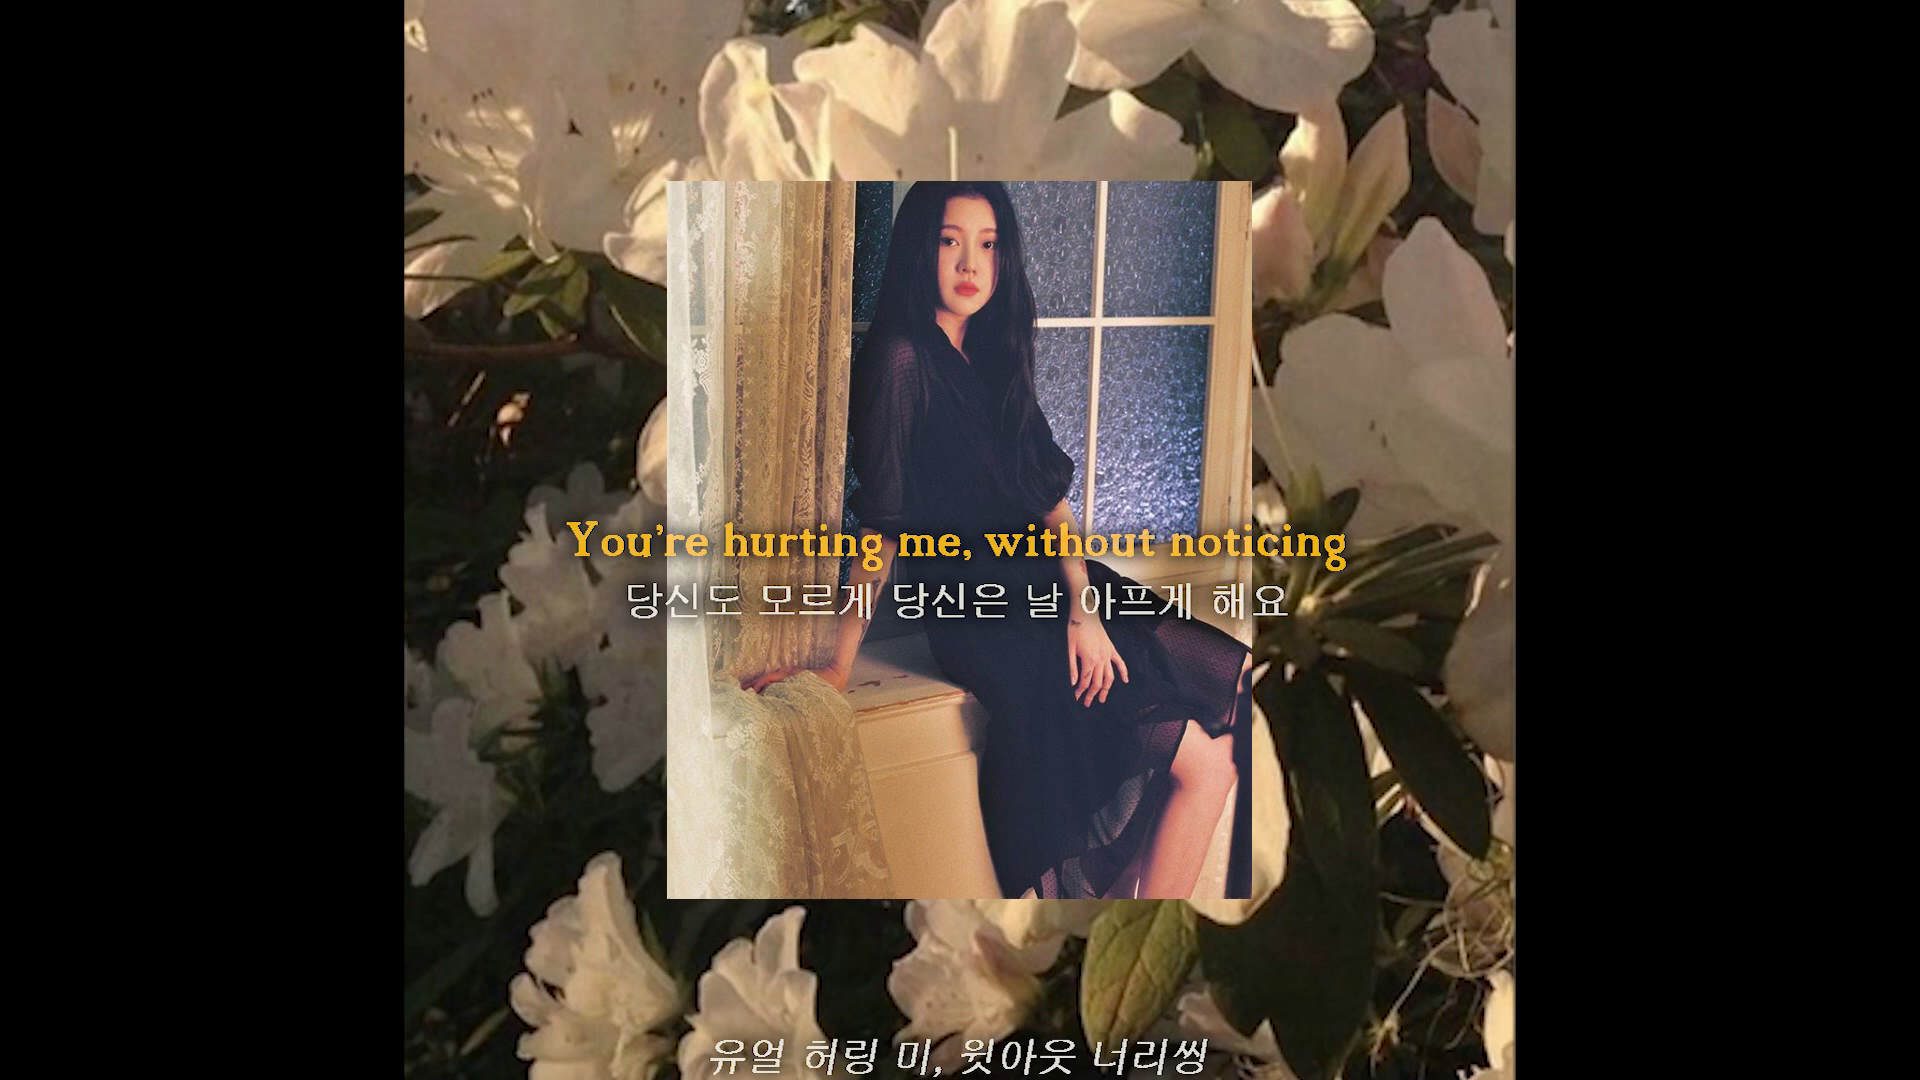 You're hurting me, without noticing
당신도 모르게 당신은 날 아프게 해요
유얼 허링 미, 윗아웃 너리씽